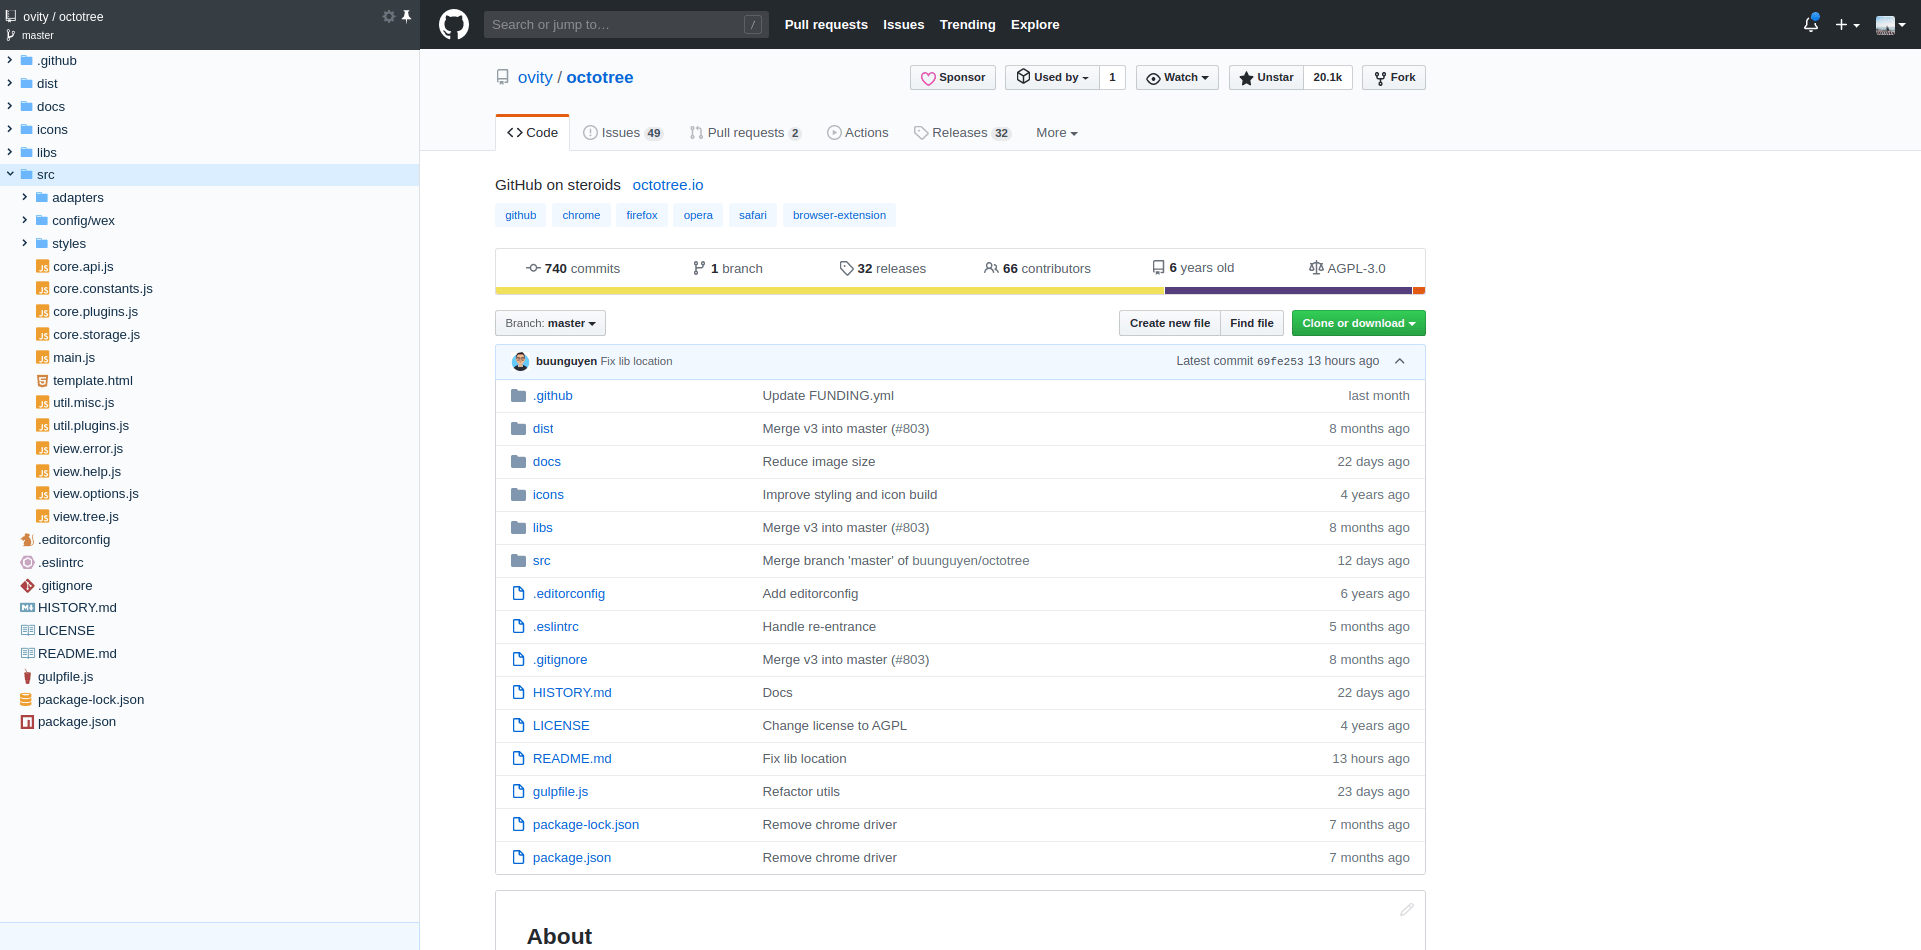 ovity / octotree
master
.github
dist
docs
icons
libs
src
adapters
config/wex
styles
core.api.js
core.constants.js
core.plugins.js
core.storage.js
main.js
template.html
util.misc.js
util.plugins.js
view.error.js
view.help.js
view.options.js
view.tree.js
.editorconfig
.eslintrc
.gitignore
HISTORY.md
LICENSE
README.md
gulpfile.js
package-lock.json
package.json
Search or jump to… / Pull requests Issues Trending Explore
ovity / octotree Sponsor Used by 1 Watch Unstar 20.1k Fork
Code Issues 49 Pull requests 2 Actions Releases 32 More
GitHub on steroids octotree.io
github chrome firefox opera safari browser-extension
740 commits 1 branch 32 releases 66 contributors 6 years old AGPL-3.0
Branch: master Create new file Find file Clone or download
buunguyen Fix lib location Latest commit 69fe253 13 hours ago
.github Update FUNDING.yml last month
dist Merge v3 into master (#803) 8 months ago
docs Reduce image size 22 days ago
icons Improve styling and icon build 4 years ago
libs Merge v3 into master (#803) 8 months ago
src Merge branch 'master' of buunguyen/octotree 12 days ago
.editorconfig Add editorconfig 6 years ago
.eslintrc Handle re-entrance 5 months ago
.gitignore Merge v3 into master (#803) 8 months ago
HISTORY.md Docs 22 days ago
LICENSE Change license to AGPL 4 years ago
README.md Fix lib location 13 hours ago
gulpfile.js Refactor utils 23 days ago
package-lock.json Remove chrome driver 7 months ago
package.json Remove chrome driver 7 months ago
About